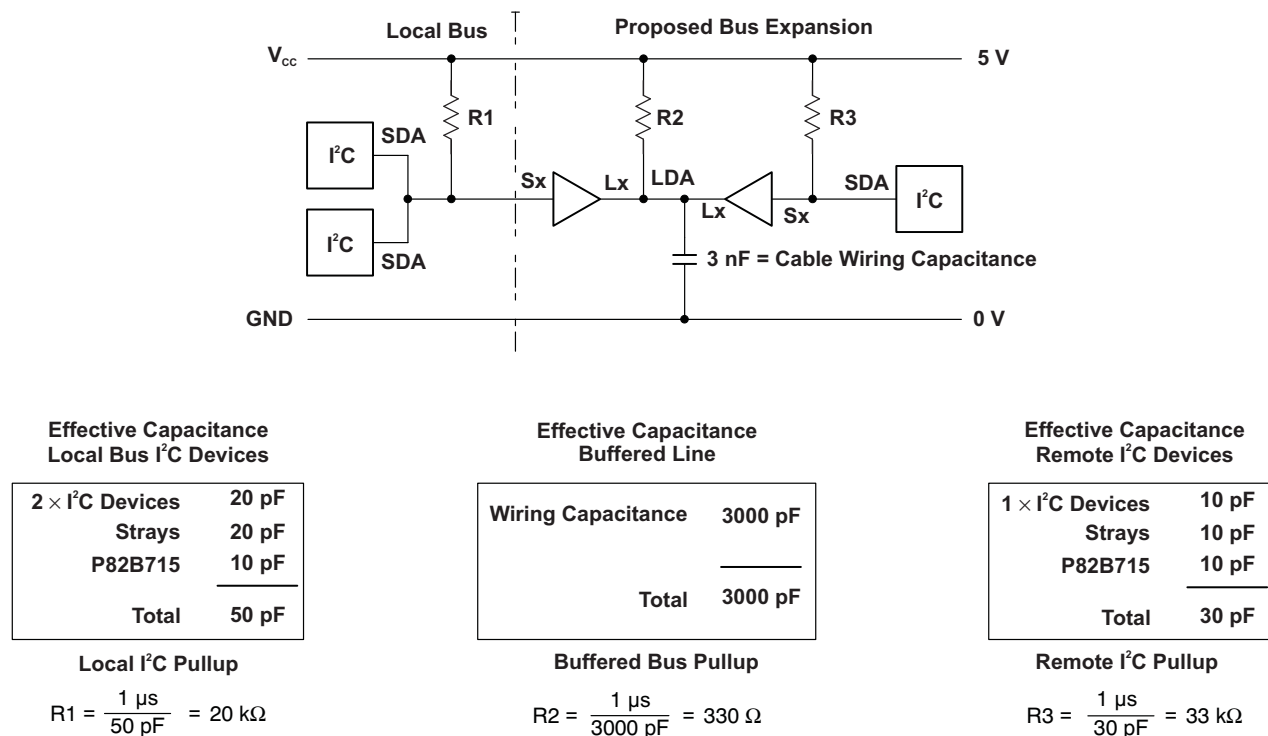 Local Bus
Proposed Bus Expansion
V_CC
5 V
R1
R2
R3
SDA
I²C
Sx
Lx
LDA
Lx
Sx
SDA
I²C
I²C
SDA
3 nF = Cable Wiring Capacitance
GND
0 V
Effective Capacitance
Local Bus I²C Devices
2 × I²C Devices 20 pF
Strays 20 pF
P82B715 10 pF
Total 50 pF
Local I²C Pullup
R1 = 1 µs / 50 pF = 20 kΩ
Effective Capacitance
Buffered Line
Wiring Capacitance 3000 pF
Total 3000 pF
Buffered Bus Pullup
R2 = 1 µs / 3000 pF = 330 Ω
Effective Capacitance
Remote I²C Devices
1 × I²C Devices 10 pF
Strays 10 pF
P82B715 10 pF
Total 30 pF
Remote I²C Pullup
R3 = 1 µs / 30 pF = 33 kΩ